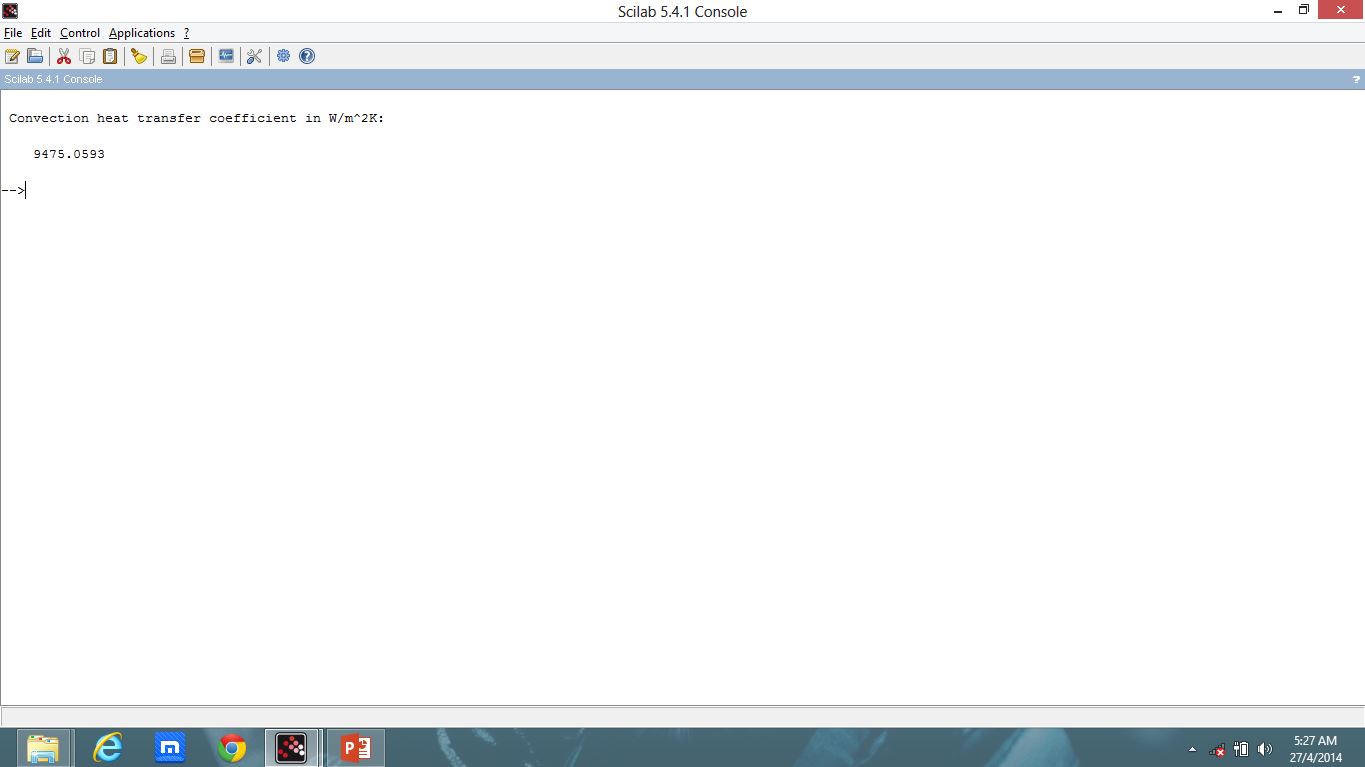 Scilab 5.4.1 Console
File Edit Control Applications ?
Scilab 5.4.1 Console ?
Convection heat transfer coefficient in W/m^2K:
9475.0593
-->
5:27 AM
27/4/2014